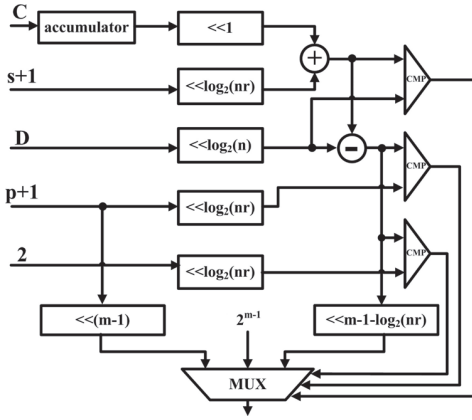 C
accumulator
<<1
+
CMP
s+1
<<log₂(nr)
D
<<log₂(n)
−
CMP
p+1
<<log₂(nr)
CMP
2
<<log₂(nr)
<<(m-1)
2ᵐ⁻¹
<<m-1-log₂(nr)
MUX